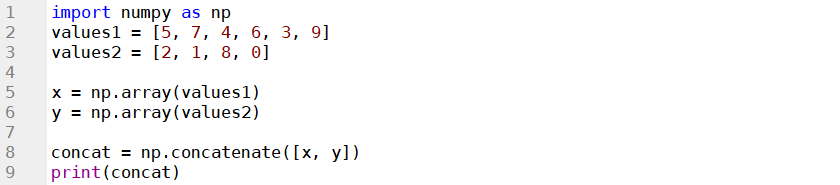 1 import numpy as np
2 values1 = [5, 7, 4, 6, 3, 9]
3 values2 = [2, 1, 8, 0]
4
5 x = np.array(values1)
6 y = np.array(values2)
7
8 concat = np.concatenate([x, y])
9 print(concat)